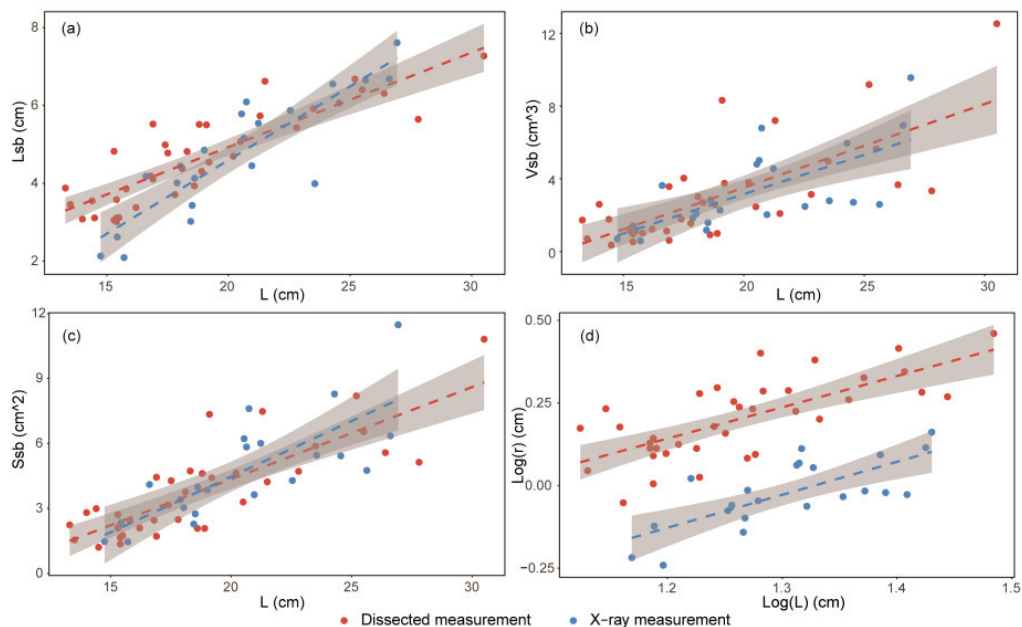 (a)
8
6
4
2
Lsb (cm)
15 20 25 30
L (cm)
(b)
12
8
4
0
Vsb (cm^3)
15 20 25 30
L (cm)
(c)
12
9
6
3
0
Ssb (cm^2)
15 20 25 30
L (cm)
(d)
0.50
0.25
0.00
−0.25
Log(r) (cm)
1.2 1.3 1.4 1.5
Log(L) (cm)
Dissected measurement X−ray measurement